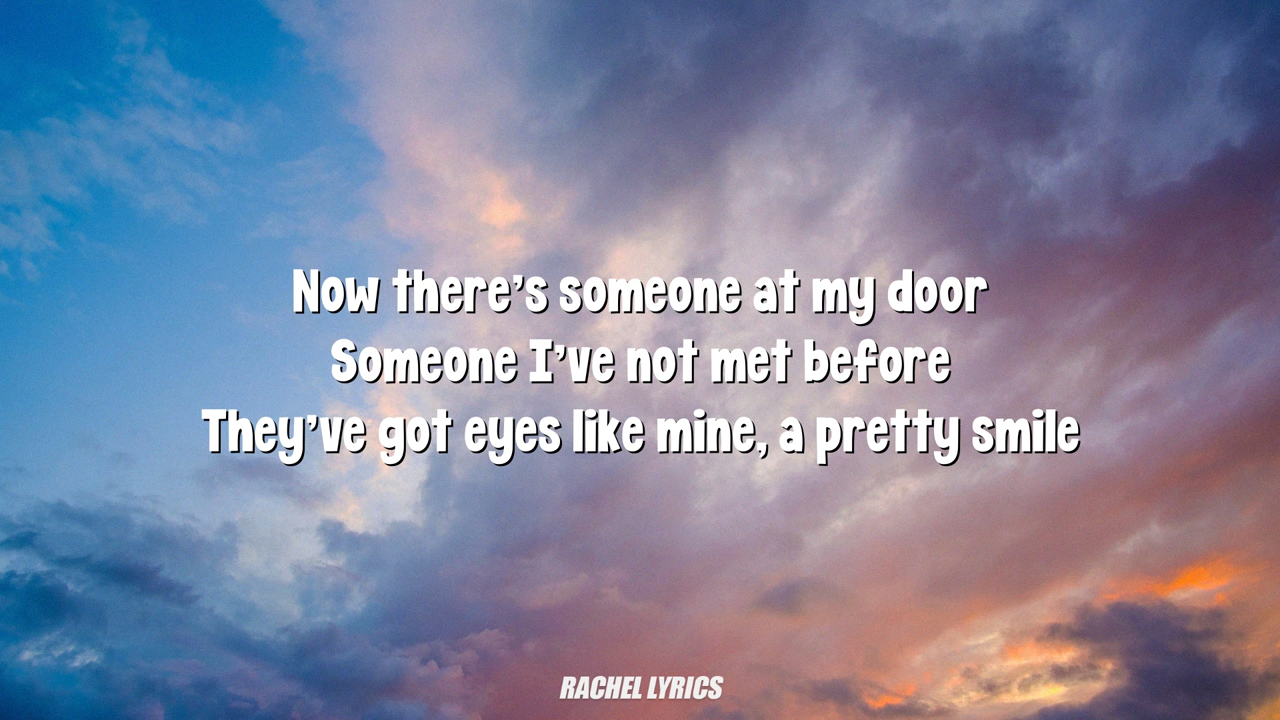 Now there's someone at my door
Someone I've not met before
They've got eyes like mine, a pretty smile
RACHEL LYRICS